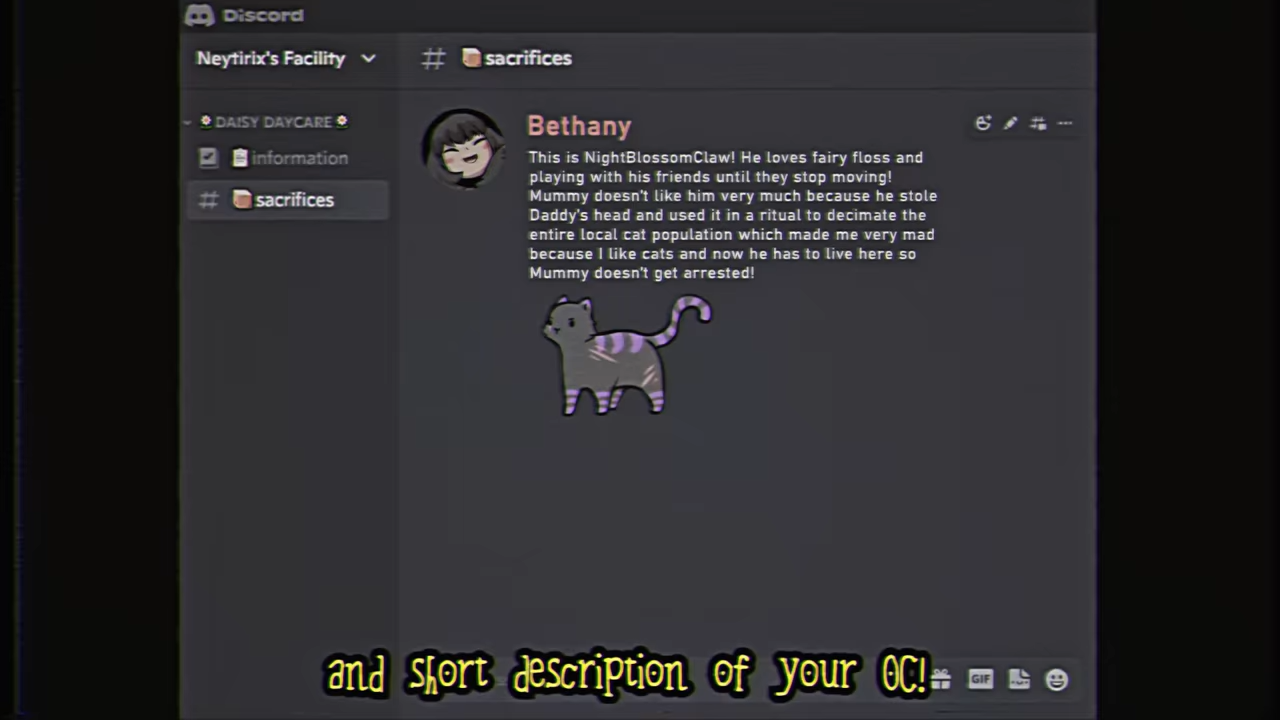 Discord
Neytirix's Facility
sacrifices
DAISY DAYCARE
information
sacrifices
Bethany
This is NightBlossomClaw! He loves fairy floss and
playing with his friends until they stop moving!
Mummy doesn't like him very much because he stole
Daddy's head and used it in a ritual to decimate the
entire local cat population which made me very mad
because I like cats and now he has to live here so
Mummy doesn't get arrested!
GIF
and short description of your OC!